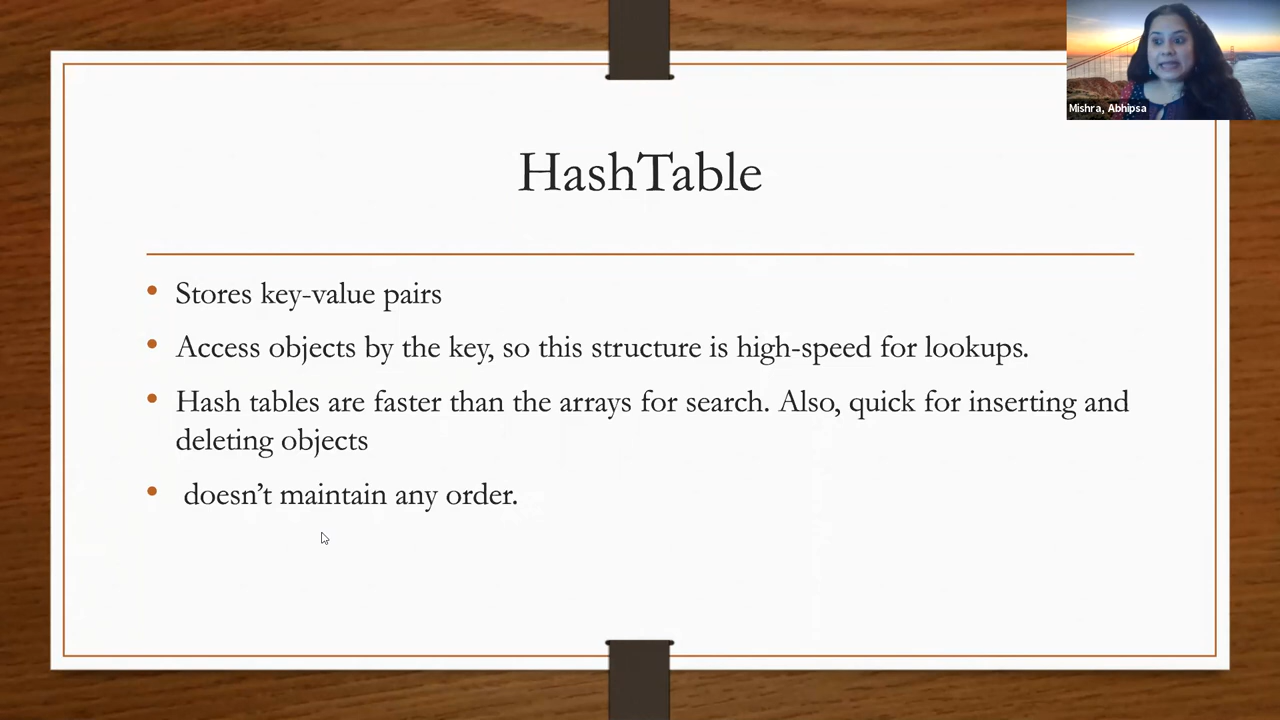 Mishra, Abhipsa
HashTable
• Stores key-value pairs
• Access objects by the key, so this structure is high-speed for lookups.
• Hash tables are faster than the arrays for search. Also, quick for inserting and
deleting objects
• doesn’t maintain any order.